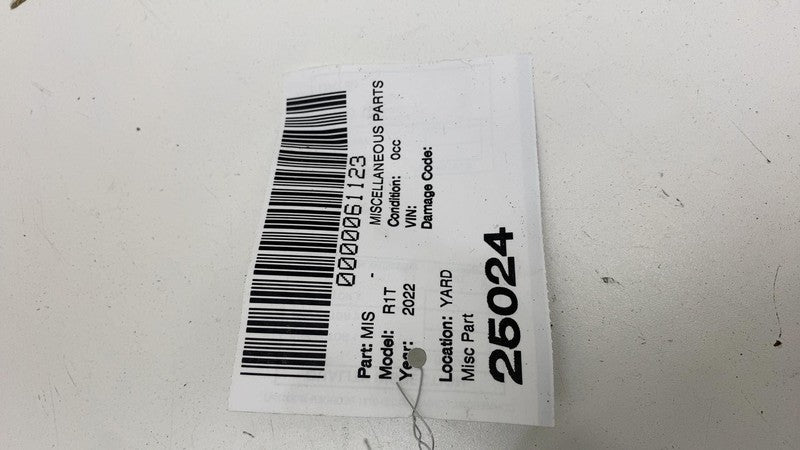 0000061123
Part: MIS - MISCELLANEOUS PARTS
Model: R1T Condition: 0cc
Year: 2022 VIN:
Damage Code:
Location: YARD
Misc Part
25024